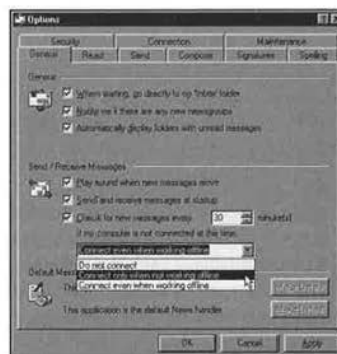 Options
Security Connection Maintenance
General Read Send Compose Signatures Spelling
General
When starting, go directly to my 'Inbox' folder
Notify me if there are any new newsgroups
Automatically display folders with unread messages
Send / Receive Messages
Play sound when new messages arrive
Send and receive messages at startup
Check for new messages every 30 minute(s)
If my computer is not connected at this time:
Connect even when working offline
Do not connect
Connect only when not working offline
Default Mess
Connect even when working offline
This application is the default News handler
OK Cancel Apply